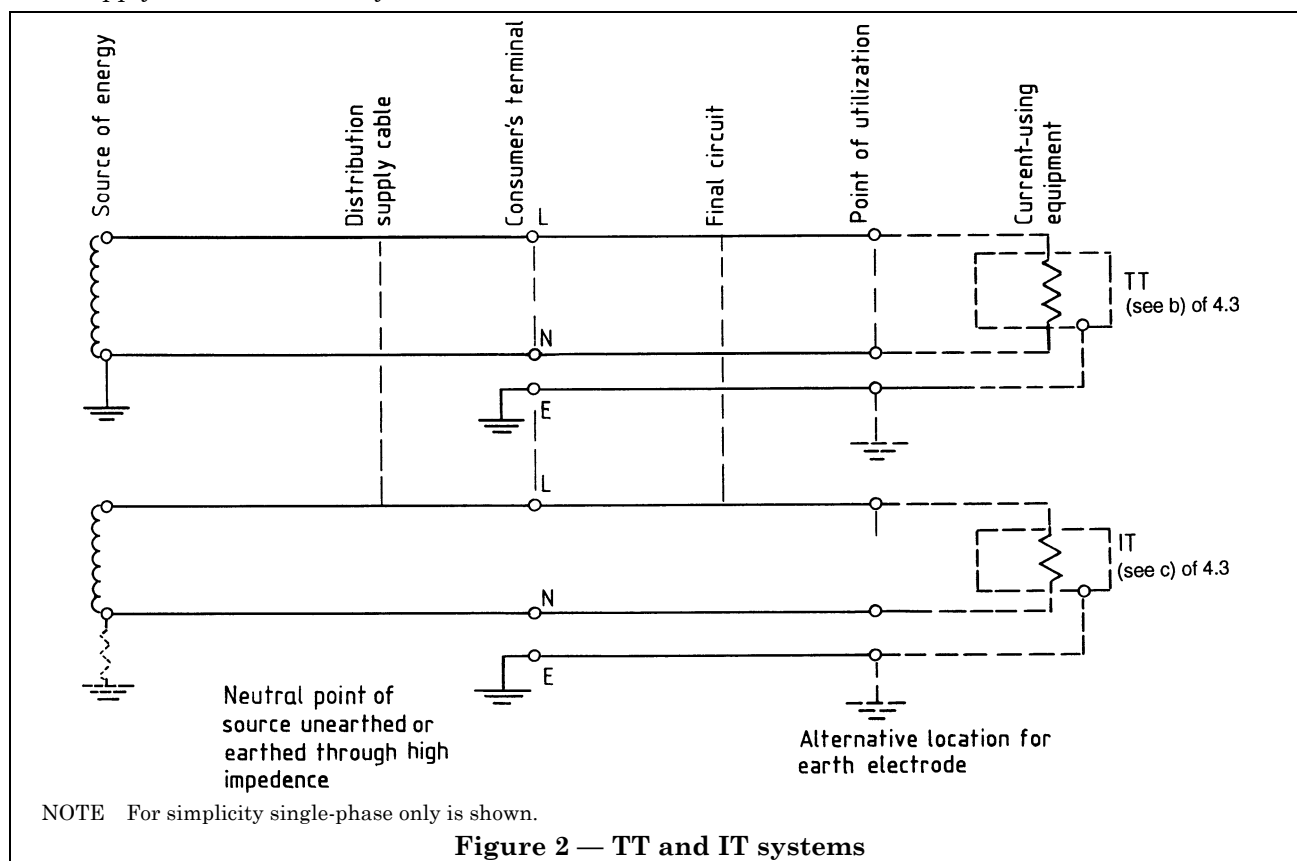 Source of energy
Distribution
supply cable
Consumer's terminal
Final circuit
Point of utilization
Current-using
equipment
L
TT
(see b) of 4.3
N
E
L
IT
(see c) of 4.3
N
E
Neutral point of
source unearthed or
earthed through high
impedence
Alternative location for
earth electrode
NOTE For simplicity single-phase only is shown.
Figure 2 — TT and IT systems